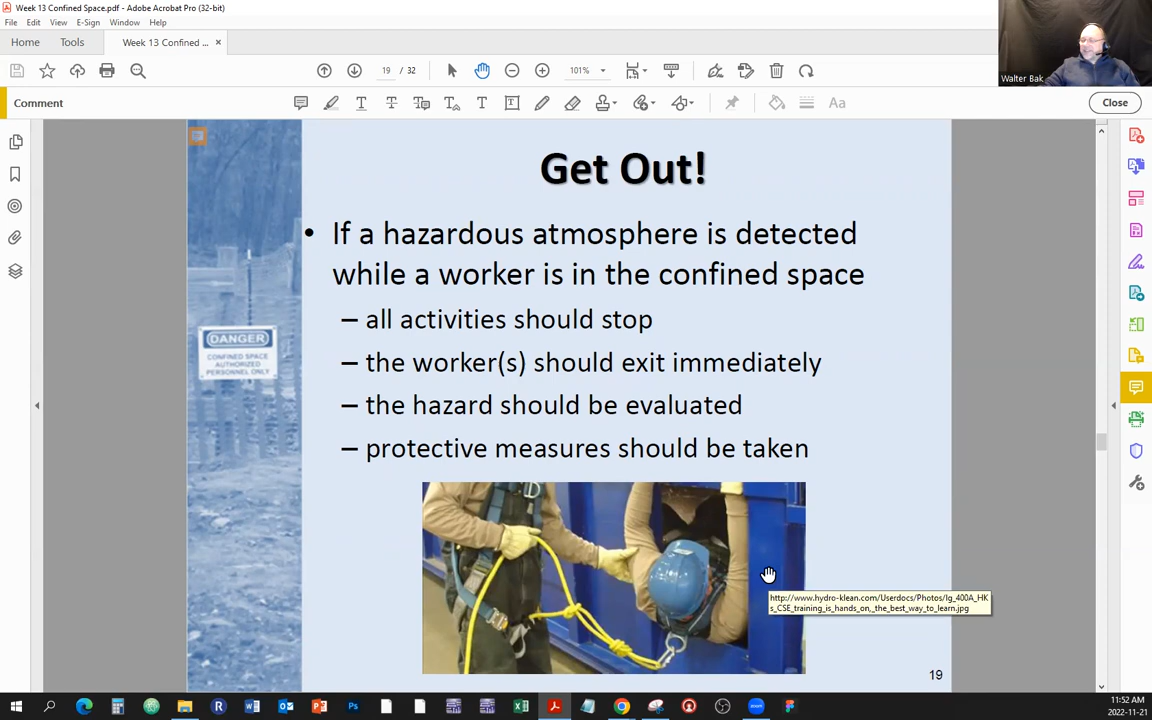 Week 13 Confined Space.pdf - Adobe Acrobat Pro (32-bit)
File Edit View E-Sign Window Help
Home Tools Week 13 Confined ... ×
19 / 32 101%
Walter Bak
Comment Close
Get Out!
• If a hazardous atmosphere is detected
while a worker is in the confined space
– all activities should stop
– the worker(s) should exit immediately
– the hazard should be evaluated
– protective measures should be taken
DANGER
CONFINED SPACE
AUTHORIZED
PERSONNEL ONLY
http://www.hydro-klean.com/Userdocs/Photos/lg_400A_HK
s_CSE_training_is_hands_on,_the_best_way_to_learn.jpg
19
11:52 AM
2022-11-21